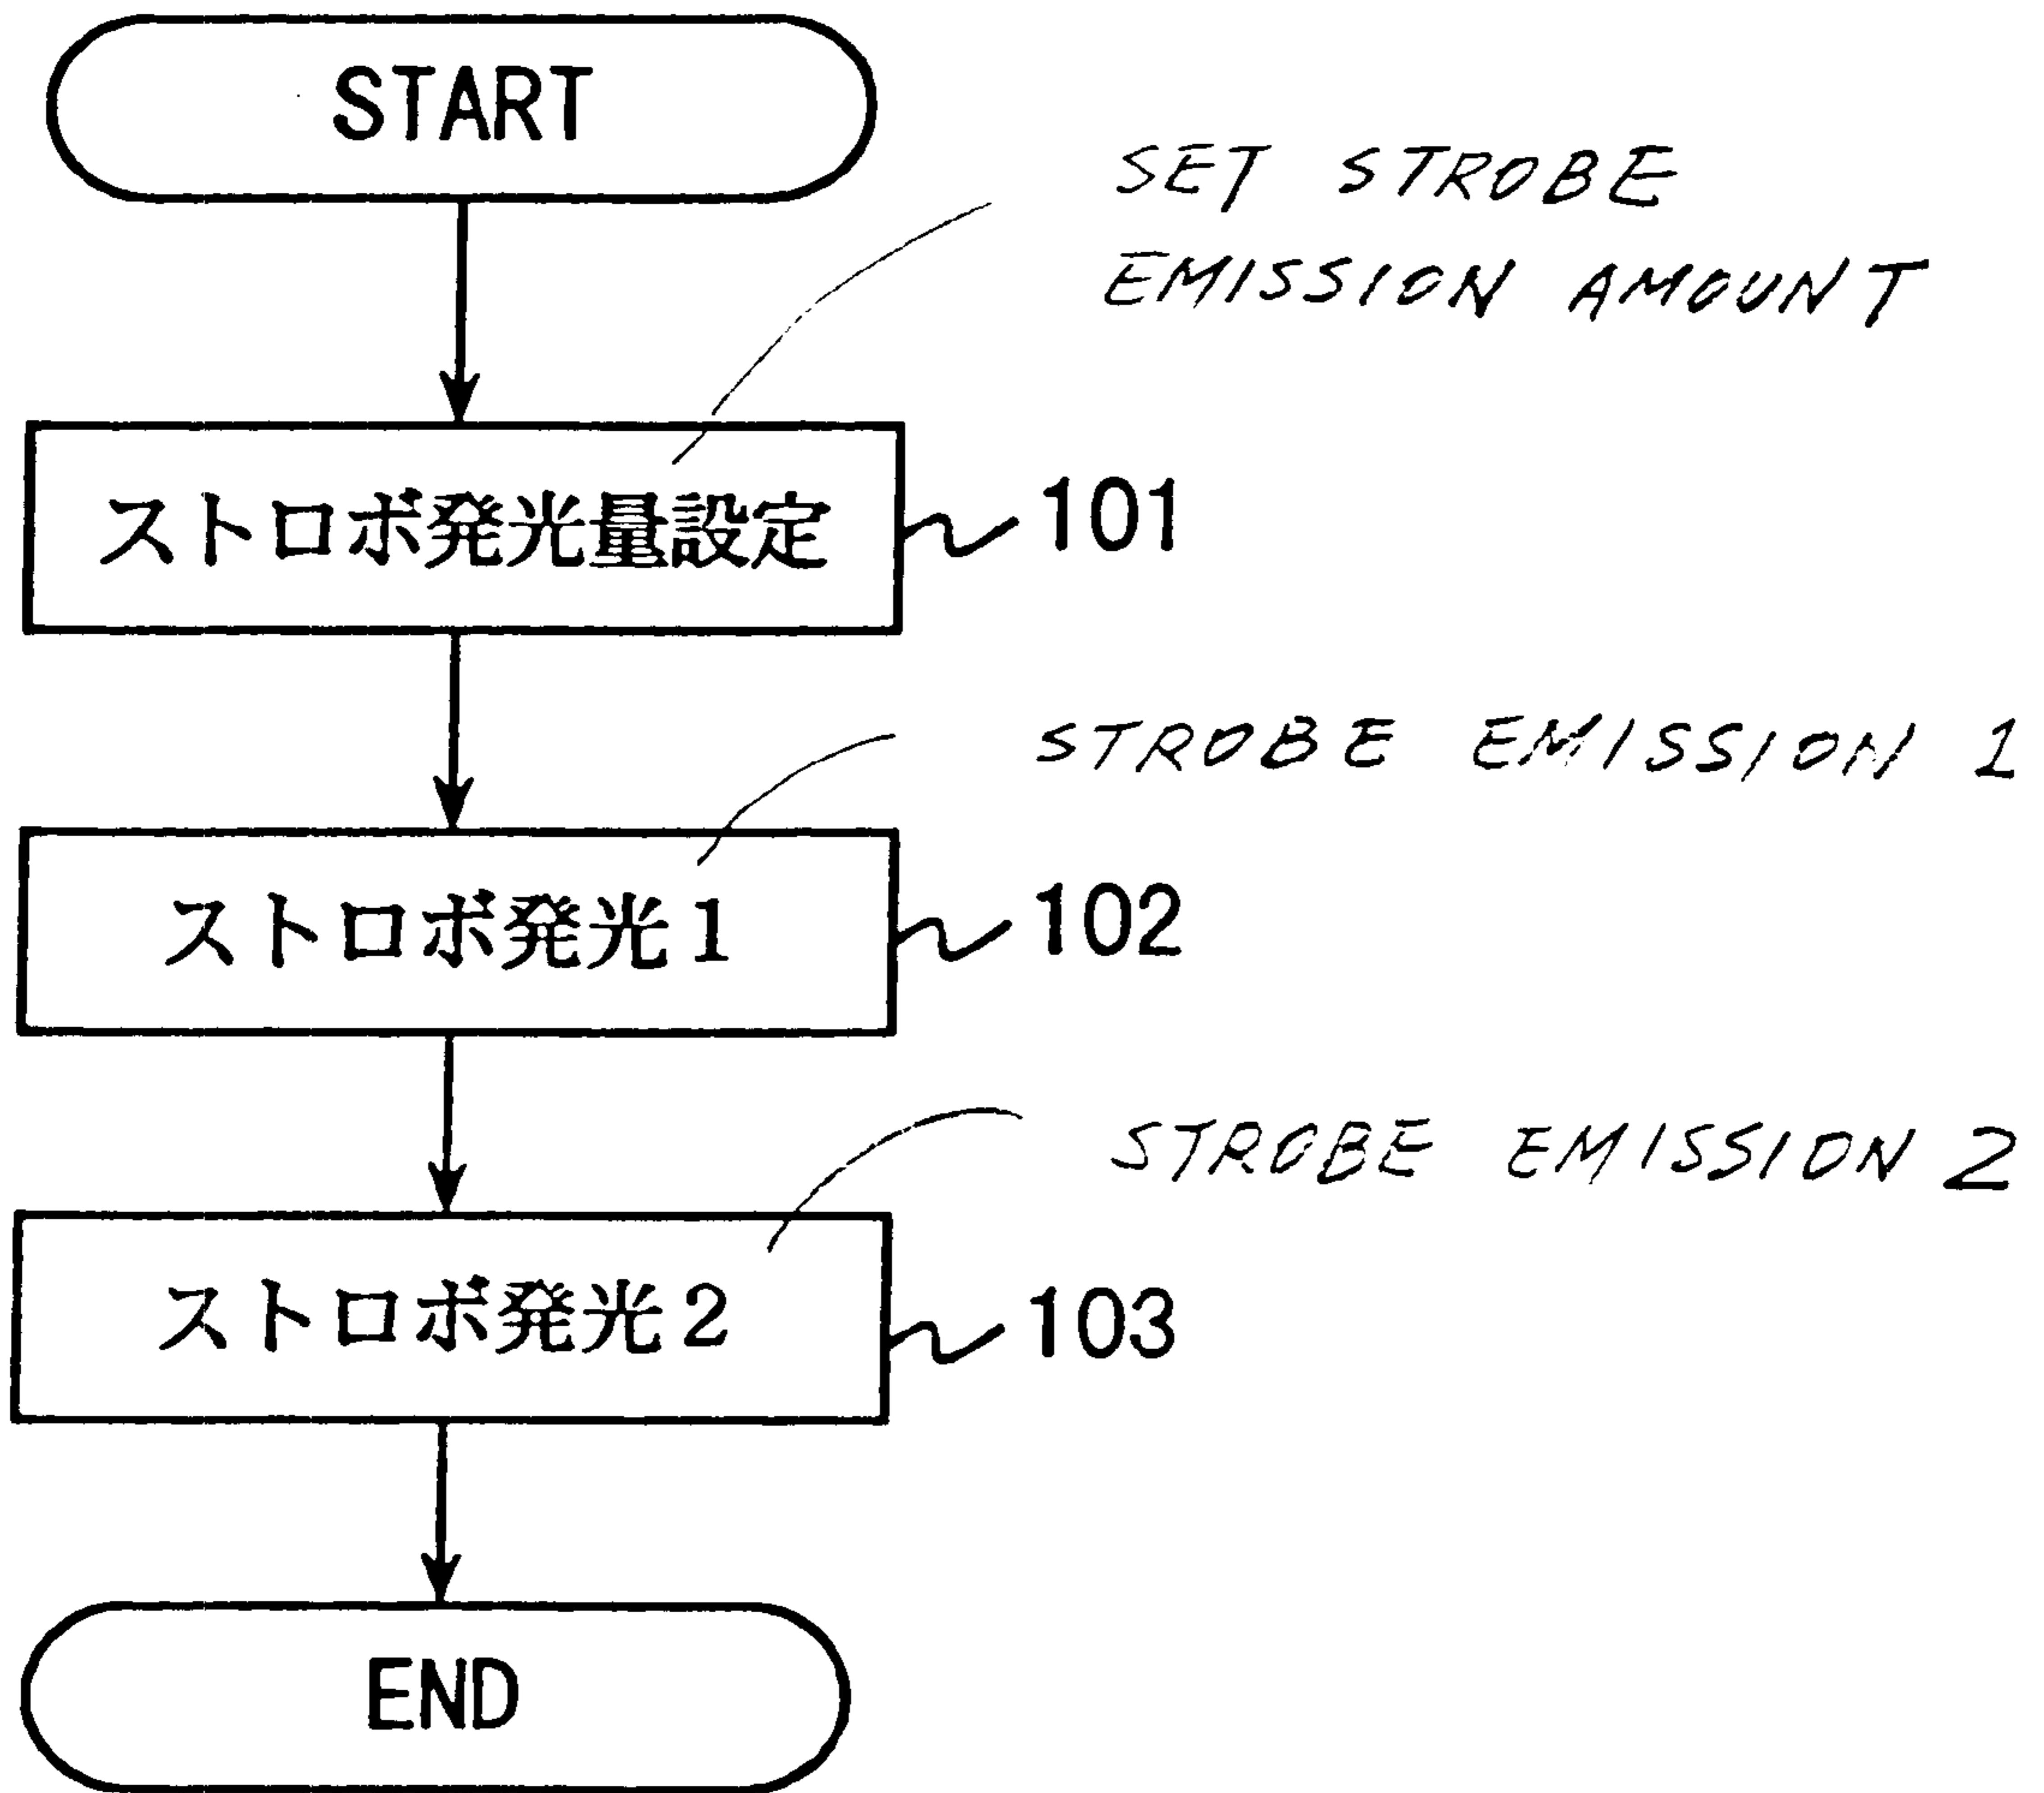 START
SET STROBE
EMISSION AMOUNT
ストロボ発光量設定
101
STROBE EMISSION 1
ストロボ発光1
102
STROBE EMISSION 2
ストロボ発光2
103
END